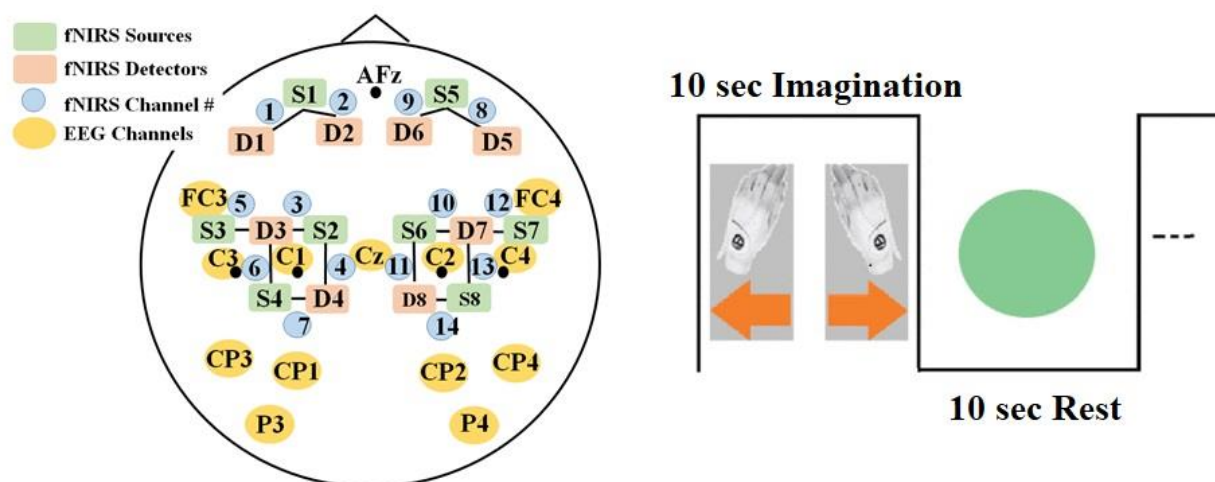 fNIRS Sources
fNIRS Detectors
fNIRS Channel #
EEG Channels
AFz
S1 S5
1 2 9 8
D1 D2 D6 D5
FC3 5 3 10 12 FC4
S3 D3 S2 S6 D7 S7
C3 6 C1 4 Cz 11 C2 13 C4
S4 D4 D8 S8
7 14
CP3 CP1 CP2 CP4
P3 P4
10 sec Imagination
10 sec Rest